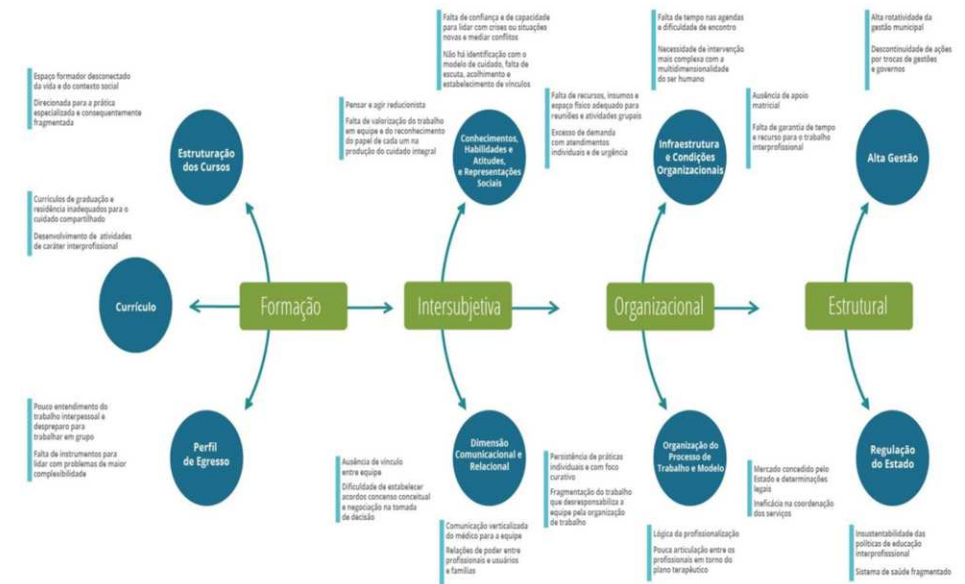 Espaço formador desconectado
da vida e do contexto social
Direcionada para a prática
especializada e consequentemente
fragmentada
Estruturação
dos Cursos
Currículos de graduação e
residência inadequados para o
cuidado compartilhado
Desenvolvimento de atividades
de caráter interprofissional
Currículo
Formação
Pouco entendimento do
trabalho interpessoal e
despreparo para
trabalhar em grupo
Falta de instrumentos para
lidar com problemas de maior
complexibilidade
Perfil
de Egresso
Falta de confiança e de capacidade
para lidar com crises ou situações
novas e mediar conflitos
Não há identificação com o
modelo de cuidado, falta de
escuta, acolhimento e
estabelecimento de vínculos
Pensar e agir reducionista
Falta de valorização do trabalho
em equipe e do reconhecimento
do papel de cada um na
produção do cuidado integral
Conhecimentos,
Habilidades e
Atitudes,
e Representações
Sociais
Intersubjetiva
Dimensão
Comunicacional e
Relacional
Ausência de vínculo
entre equipe
Dificuldade de estabelecer
acordos concenso conceitual
e negociação na tomada
de decisão
Comunicação verticalizada
do médico para a equipe
Relações de poder entre
profissionais e usuários
e famílias
Falta de tempo nas agendas
e dificuldade de encontro
Necessidade de intervenção
mais complexa com a
multidimensionalidade
do ser humano
Falta de recursos, insumos e
espaço físico adequado para
reuniões e atividades grupais
Excesso de demanda
com atendimentos
individuais e de urgência
Infraestrutura
e Condições
Organizacionais
Organizacional
Organização do
Processo de
Trabalho e Modelo
Persistência de práticas
individuais e com foco
curativo
Fragmentação do trabalho
que desresponsabiliza a
equipe pela organização
de trabalho
Lógica da profissionalização
Pouca articulação entre os
profissionais em torno do
plano terapêutico
Alta rotatividade da
gestão municipal
Descontinuidade de ações
por trocas de gestões
e governos
Ausência de apoio
matricial
Falta de garantia de tempo
e recurso para o trabalho
interprofissional
Alta Gestão
Estrutural
Regulação
do Estado
Mercado concedido pelo
Estado e determinações
legais
Ineficácia na coordenação
dos serviços
Insustentabilidade das
políticas de educação
interprofisssional
Sistema de saúde fragmentado